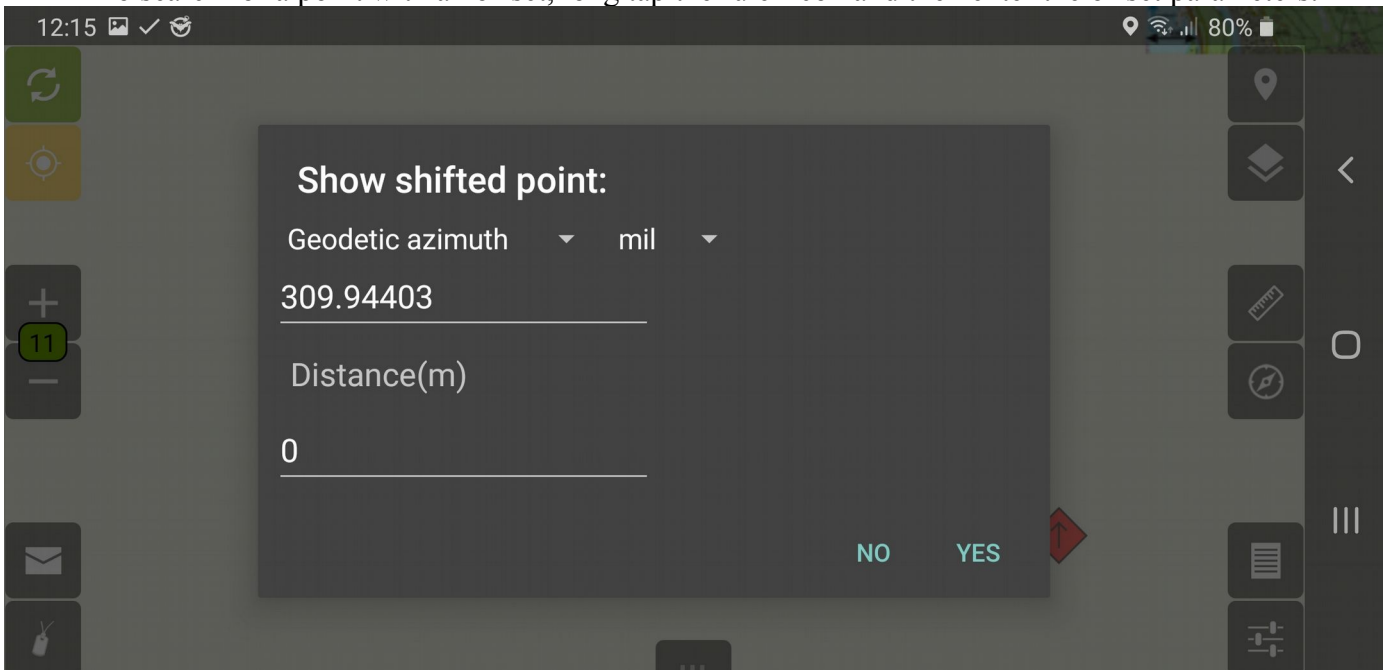 12:15
80%
Show shifted point:
Geodetic azimuth mil
309.94403
11
Distance(m)
0
NO YES